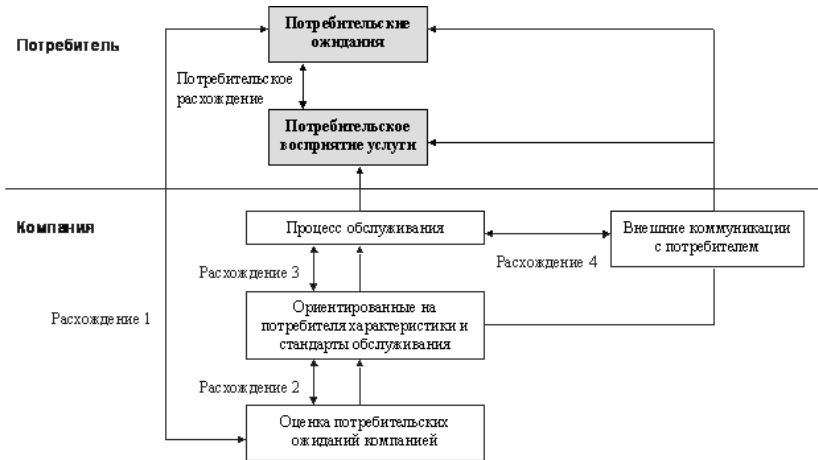 Потребительские
ожидания
Потребитель
Потребительское
расхождение
Потребительское
восприятие услуги
Компания
Процесс обслуживания
Внешние коммуникации
с потребителем
Расхождение 3
Расхождение 4
Ориентированные на
потребителя характеристики и
стандарты обслуживания
Расхождение 1
Расхождение 2
Оценка потребительских
ожиданий компанией